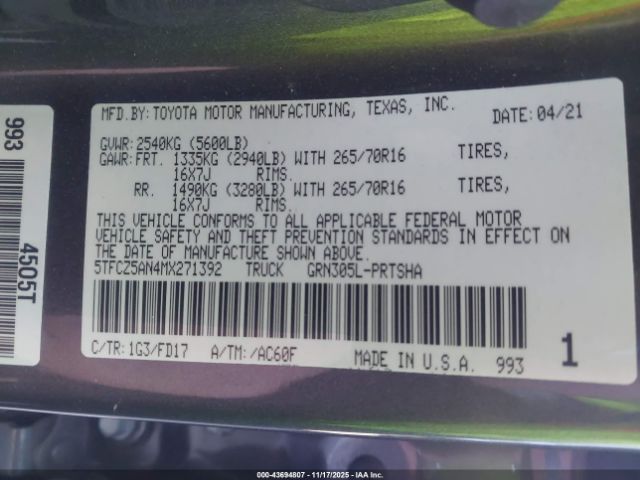 MFD.BY:TOYOTA MOTOR MANUFACTURING, TEXAS, INC. DATE:04/21
GVWR:2540KG (5600LB)
GAWR:FRT. 1335KG (2940LB) WITH 265/70R16 TIRES,
16X7J RIMS.
RR. 1490KG (3280LB) WITH 265/70R16 TIRES,
16X7J RIMS.
THIS VEHICLE CONFORMS TO ALL APPLICABLE FEDERAL MOTOR
VEHICLE SAFETY AND THEFT PREVENTION STANDARDS IN EFFECT ON
THE DATE OF MANUFACTURE SHOWN ABOVE.
5TFCZ5AN4MX271392 TRUCK GRN305L-PRTSHA
C/TR:1G3/FD17 A/TM:/AC60F MADE IN U.S.A. 993 1
993
4505T
000-43694807 - 11/17/2025 - IAA Inc.